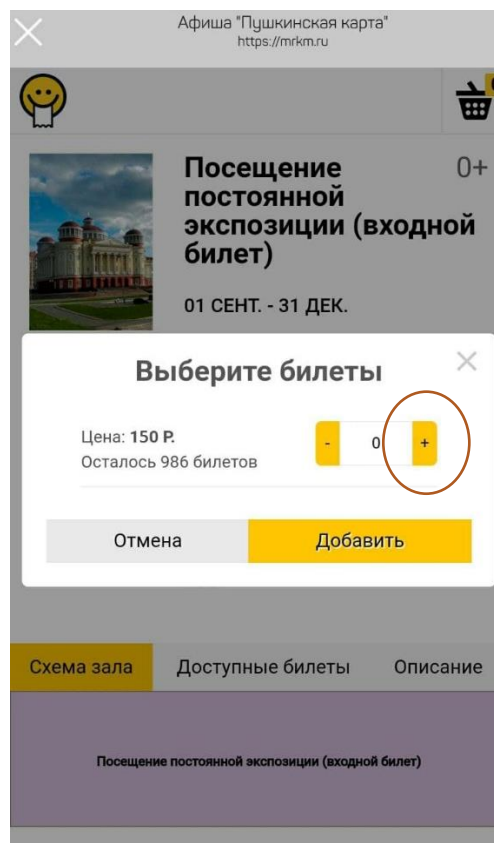 Афиша "Пушкинская карта"
https://mrkm.ru
Посещение
постоянной
экспозиции (входной
билет)
0+
01 СЕНТ. - 31 ДЕК.
Выберите билеты
Цена: 150 Р.
Осталось 986 билетов
- 0 +
Отмена
Добавить
Схема зала
Доступные билеты
Описание
Посещение постоянной экспозиции (входной билет)